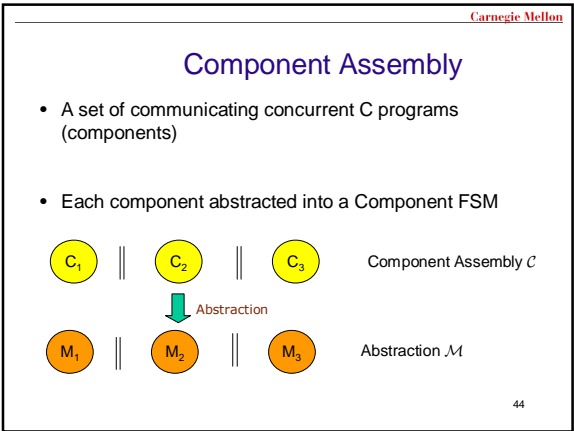 Carnegie Mellon
Component Assembly
• A set of communicating concurrent C programs
(components)
• Each component abstracted into a Component FSM
C₁ || C₂ || C₃ Component Assembly 𝒞
Abstraction
M₁ || M₂ || M₃ Abstraction ℳ
44